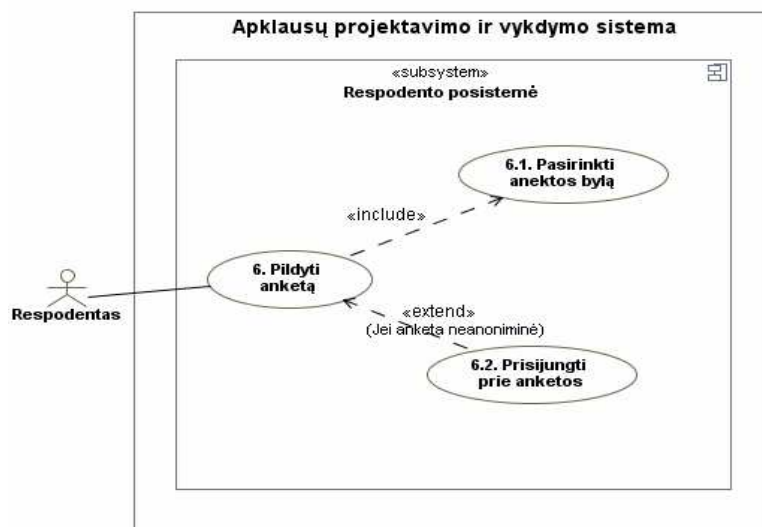 Apklausų projektavimo ir vykdymo sistema
«subsystem»
Respodento posistemė
6.1. Pasirinkti
anektos bylą
«include»
6. Pildyti
anketą
Respodentas
«extend»
(Jei anketa neanoniminė)
6.2. Prisijungti
prie anketos